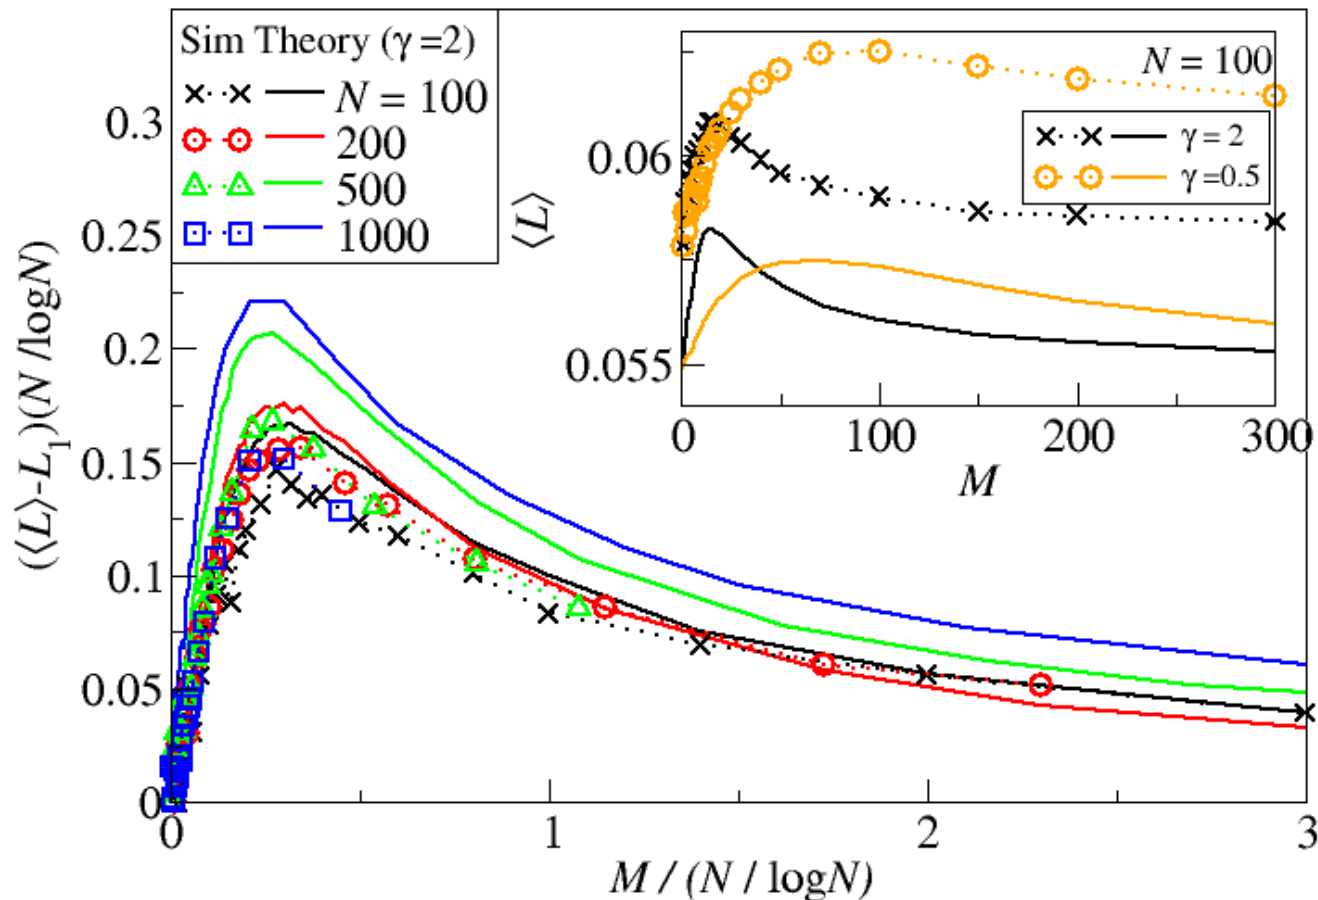 Sim Theory (γ =2)
N = 100
200
500
1000
(⟨L⟩-L₁)(N /logN)
0.3
0.25
0.2
0.15
0.1
0.05
0
0 1 2 3
M / (N / logN)
N = 100
γ = 2
γ =0.5
⟨L⟩
0.06
0.055
0 100 200 300
M